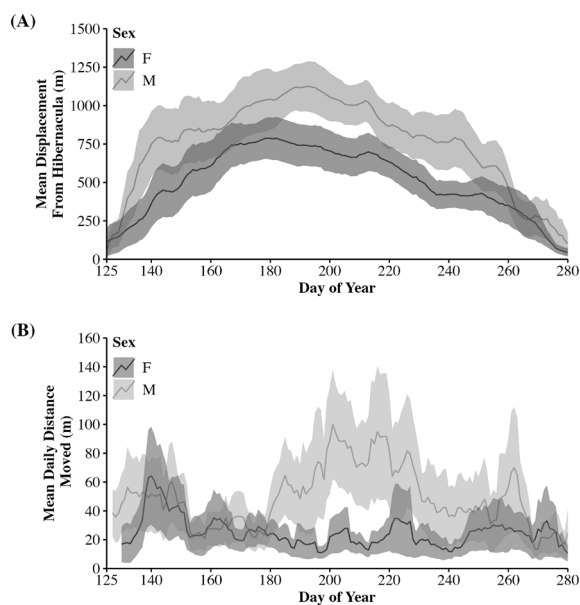 (A)
Sex
F
M
Mean Displacement
From Hibernacula (m)
1500
1250
1000
750
500
250
0
125 140 160 180 200 220 240 260 280
Day of Year
(B)
Sex
F
M
Mean Daily Distance
Moved (m)
160
140
120
100
80
60
40
20
0
125 140 160 180 200 220 240 260 280
Day of Year